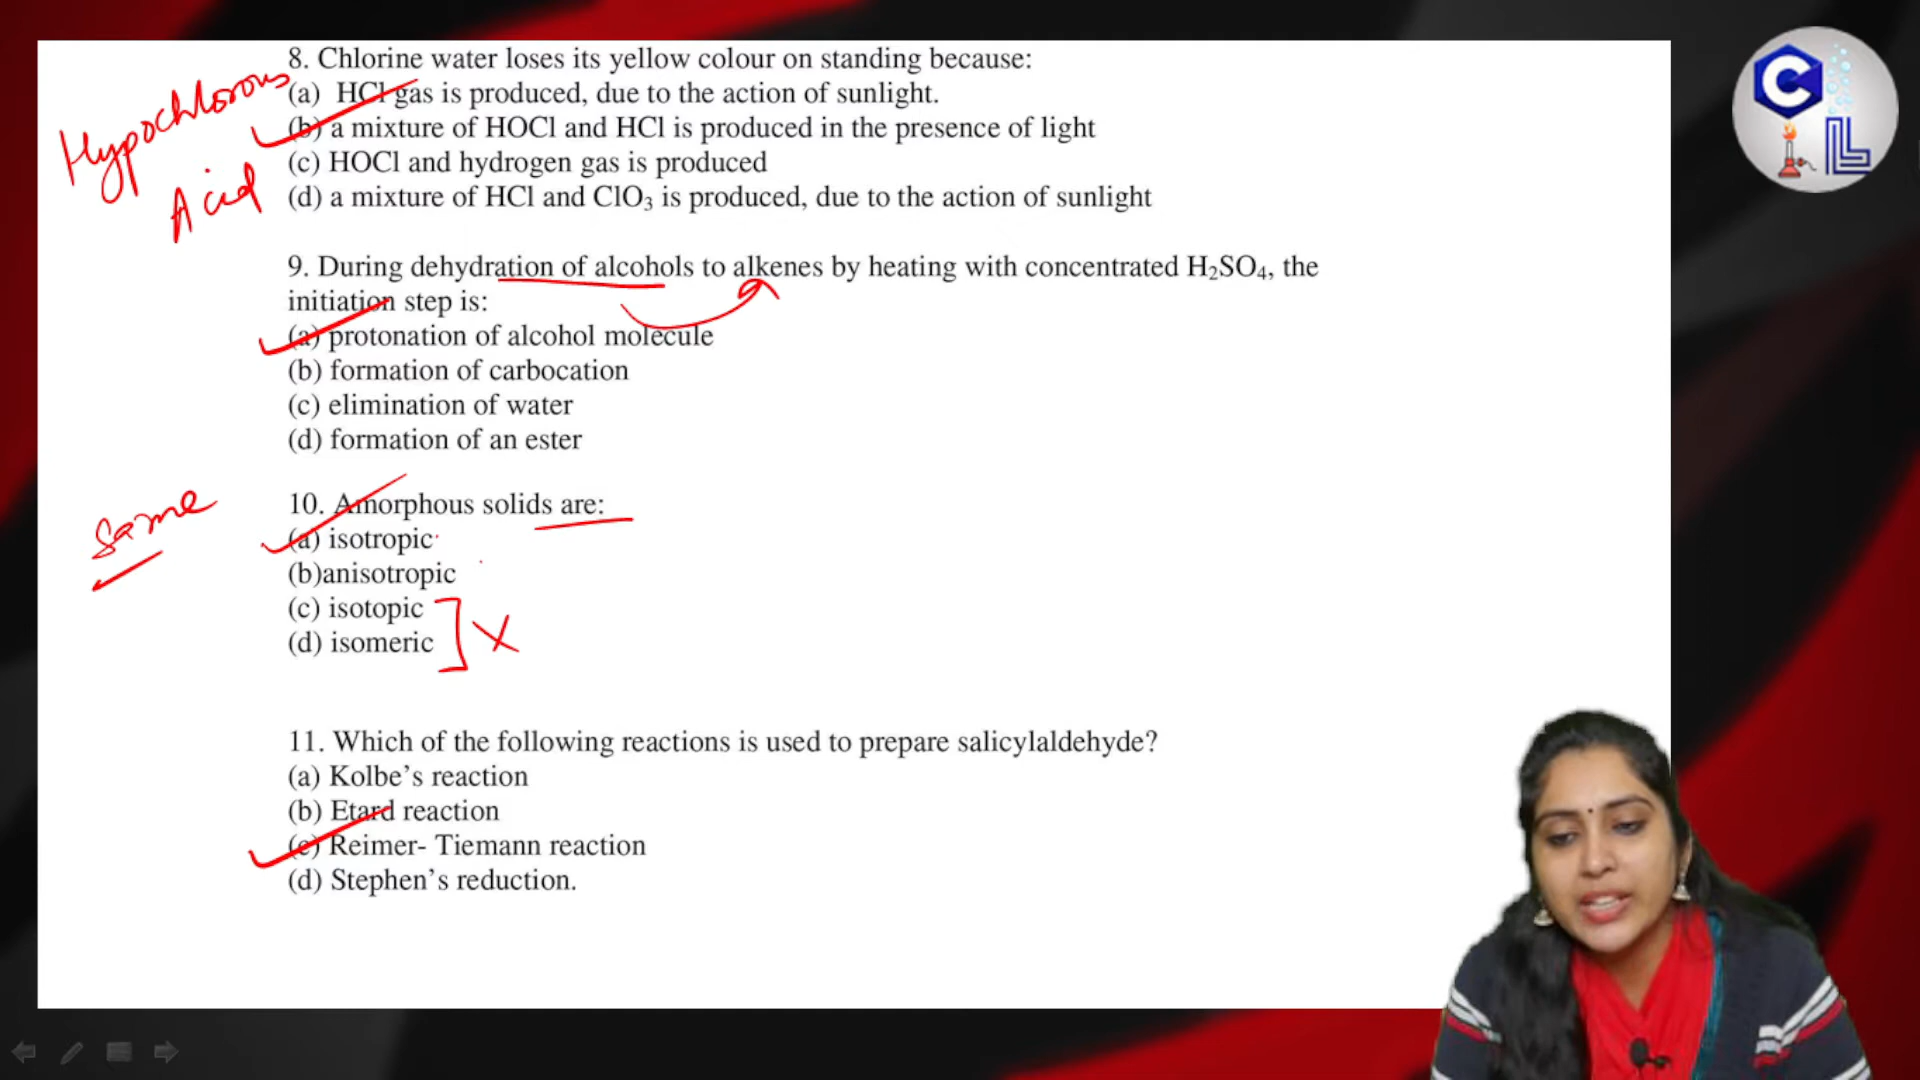 8. Chlorine water loses its yellow colour on standing because:
(a) HCl gas is produced, due to the action of sunlight.
(b) a mixture of HOCl and HCl is produced in the presence of light
(c) HOCl and hydrogen gas is produced
(d) a mixture of HCl and ClO₃ is produced, due to the action of sunlight
Hypochlorous
Acid
9. During dehydration of alcohols to alkenes by heating with concentrated H₂SO₄, the
initiation step is:
(a) protonation of alcohol molecule
(b) formation of carbocation
(c) elimination of water
(d) formation of an ester
Same
10. Amorphous solids are:
(a) isotropic
(b)anisotropic
(c) isotopic
(d) isomeric
X
11. Which of the following reactions is used to prepare salicylaldehyde?
(a) Kolbe’s reaction
(b) Etard reaction
(c) Reimer- Tiemann reaction
(d) Stephen’s reduction.
C
L